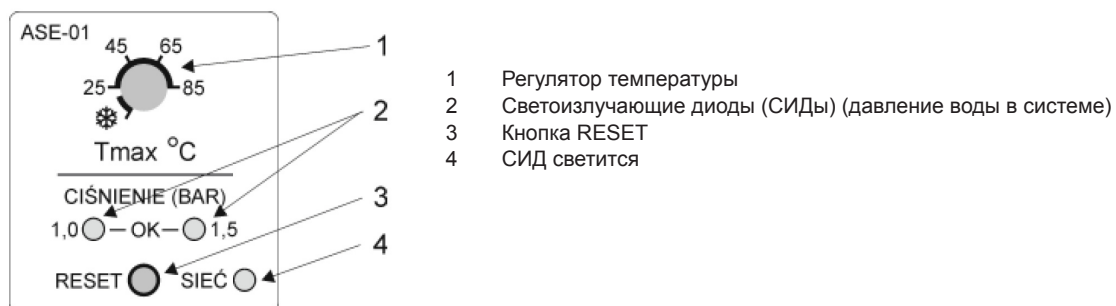 ASE-01
45 65
25 85
Tmax °C
CIŚNIENIE (BAR)
1,0 – OK – 1,5
RESET SIEĆ
1
2
3
4
1 Регулятор температуры
2 Светоизлучающие диоды (СИДы) (давление воды в системе)
3 Кнопка RESET
4 СИД светится